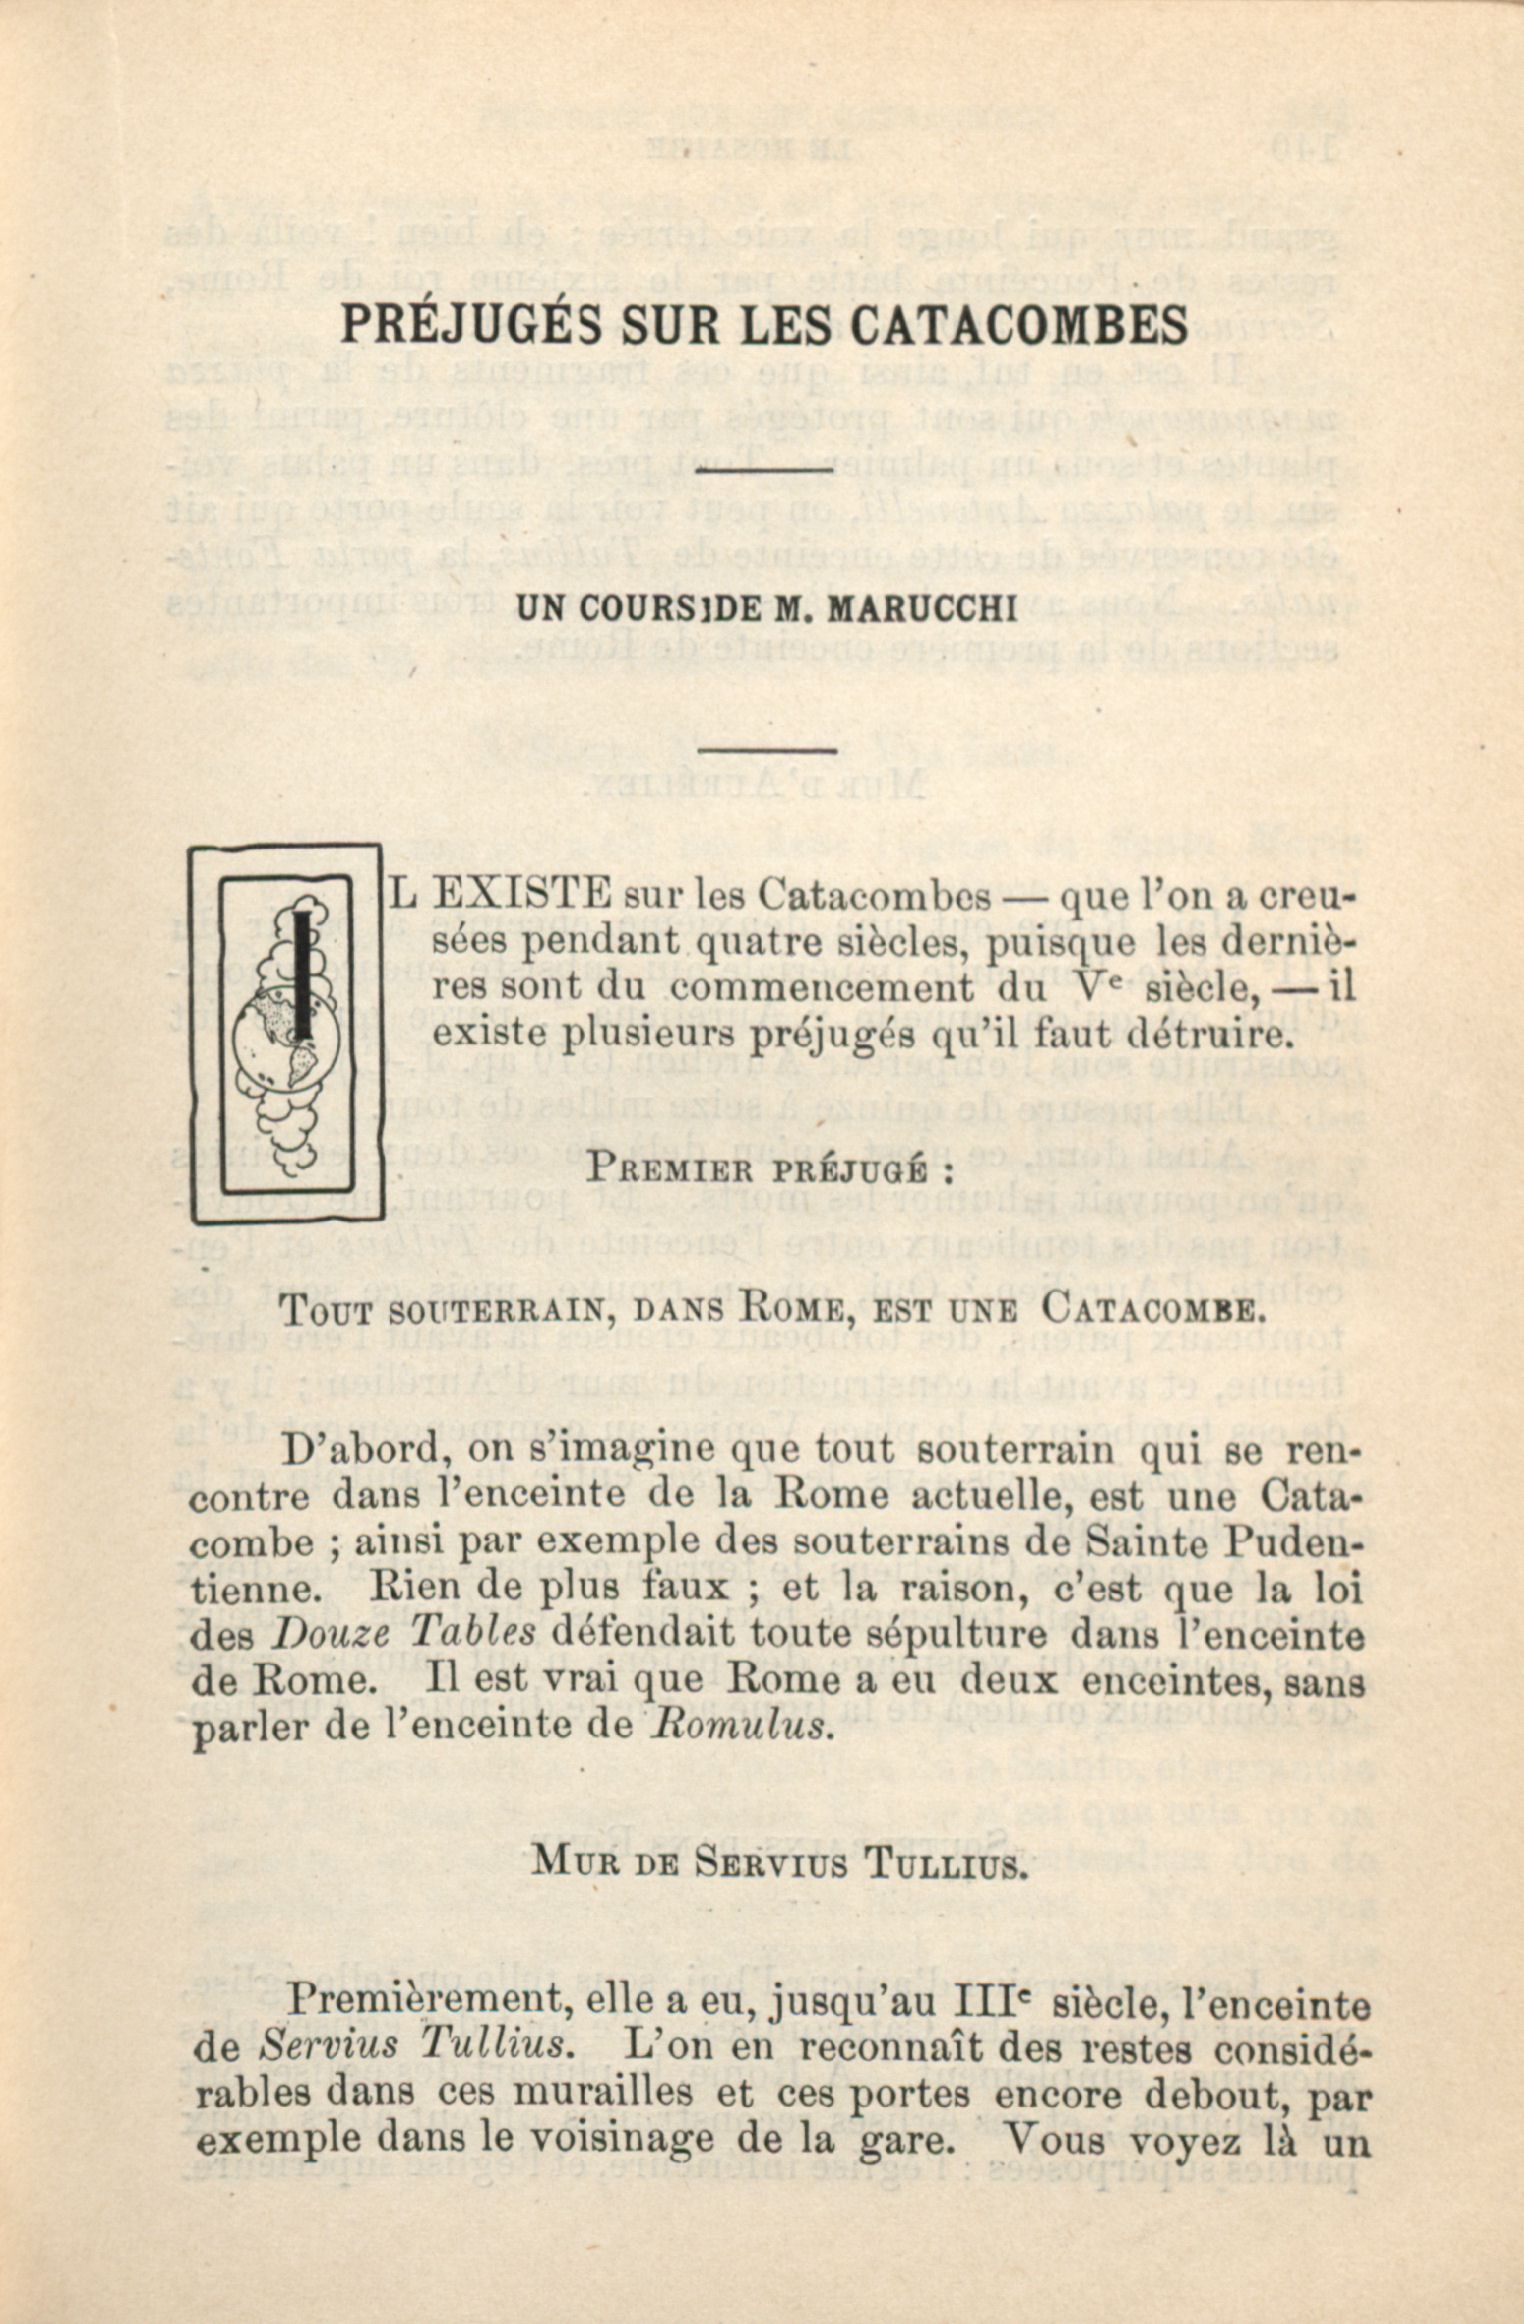 PRÉJUGÉS SUR LES CATACOMBES
UN COURS DE M. MARUCCHI
IL EXISTE sur les Catacombes — que l'on a creu-
sées pendant quatre siècles, puisque les derniè-
res sont du commencement du Ve siècle, — il
existe plusieurs préjugés qu'il faut détruire.
PREMIER PRÉJUGÉ :
TOUT SOUTERRAIN, DANS ROME, EST UNE CATACOMBE.
D'abord, on s'imagine que tout souterrain qui se ren-
contre dans l'enceinte de la Rome actuelle, est une Cata-
combe ; ainsi par exemple des souterrains de Sainte Puden-
tienne. Rien de plus faux ; et la raison, c'est que la loi
des Douze Tables défendait toute sépulture dans l'enceinte
de Rome. Il est vrai que Rome a eu deux enceintes, sans
parler de l'enceinte de Romulus.
MUR DE SERVIUS TULLIUS.
Premièrement, elle a eu, jusqu'au IIIe siècle, l'enceinte
de Servius Tullius. L'on en reconnaît des restes considé-
rables dans ces murailles et ces portes encore debout, par
exemple dans le voisinage de la gare. Vous voyez là un